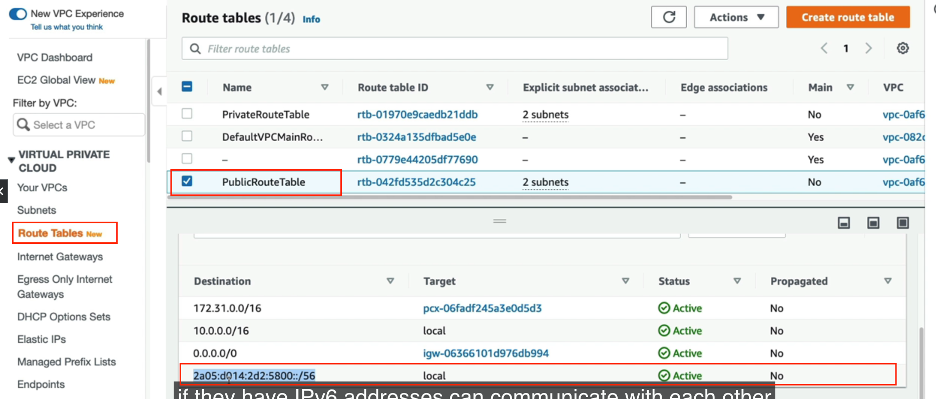 New VPC Experience
Tell us what you think
VPC Dashboard
EC2 Global View New
Filter by VPC:
Select a VPC
VIRTUAL PRIVATE
CLOUD
Your VPCs
Subnets
Route Tables New
Internet Gateways
Egress Only Internet
Gateways
DHCP Options Sets
Elastic IPs
Managed Prefix Lists
Endpoints
Route tables (1/4) Info
Actions
Create route table
Filter route tables
1
Name Route table ID Explicit subnet associat... Edge associations Main VPC
PrivateRouteTable rtb-01970e9caedb21ddb 2 subnets – No vpc-0af6
DefaultVPCMainRo... rtb-0324a135dfbad5e0e – – Yes vpc-082c
– rtb-0779e44205df77690 – – Yes vpc-0af6
PublicRouteTable rtb-042fd535d2c304c25 2 subnets – No vpc-0af6
Destination Target Status Propagated
172.31.0.0/16 pcx-06fadf245a3e0d5d3 Active No
10.0.0.0/16 local Active No
0.0.0.0/0 igw-06366101d976db994 Active No
2a05:d014:2d2:5800::/56 local Active No
if they have IPv6 addresses can communicate with each other